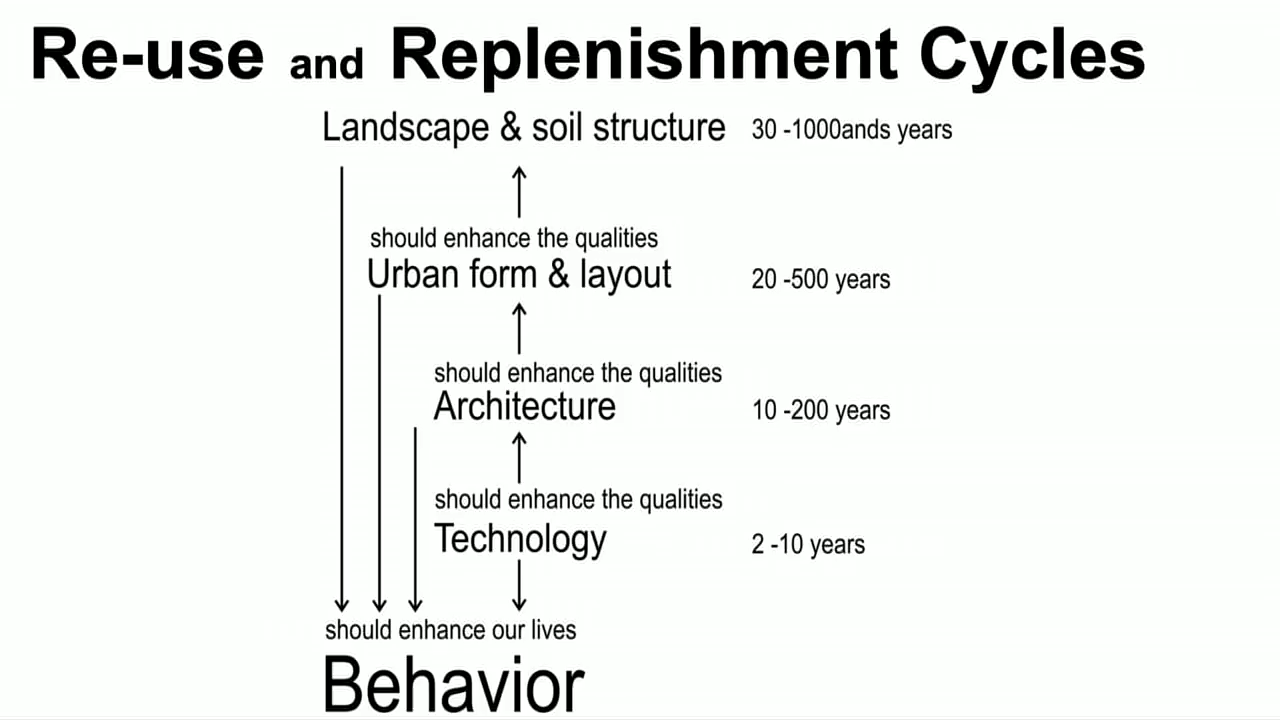 Re-use and Replenishment Cycles
Landscape & soil structure 30 -1000ands years
should enhance the qualities
Urban form & layout 20 -500 years
should enhance the qualities
Architecture 10 -200 years
should enhance the qualities
Technology 2 -10 years
should enhance our lives
Behavior